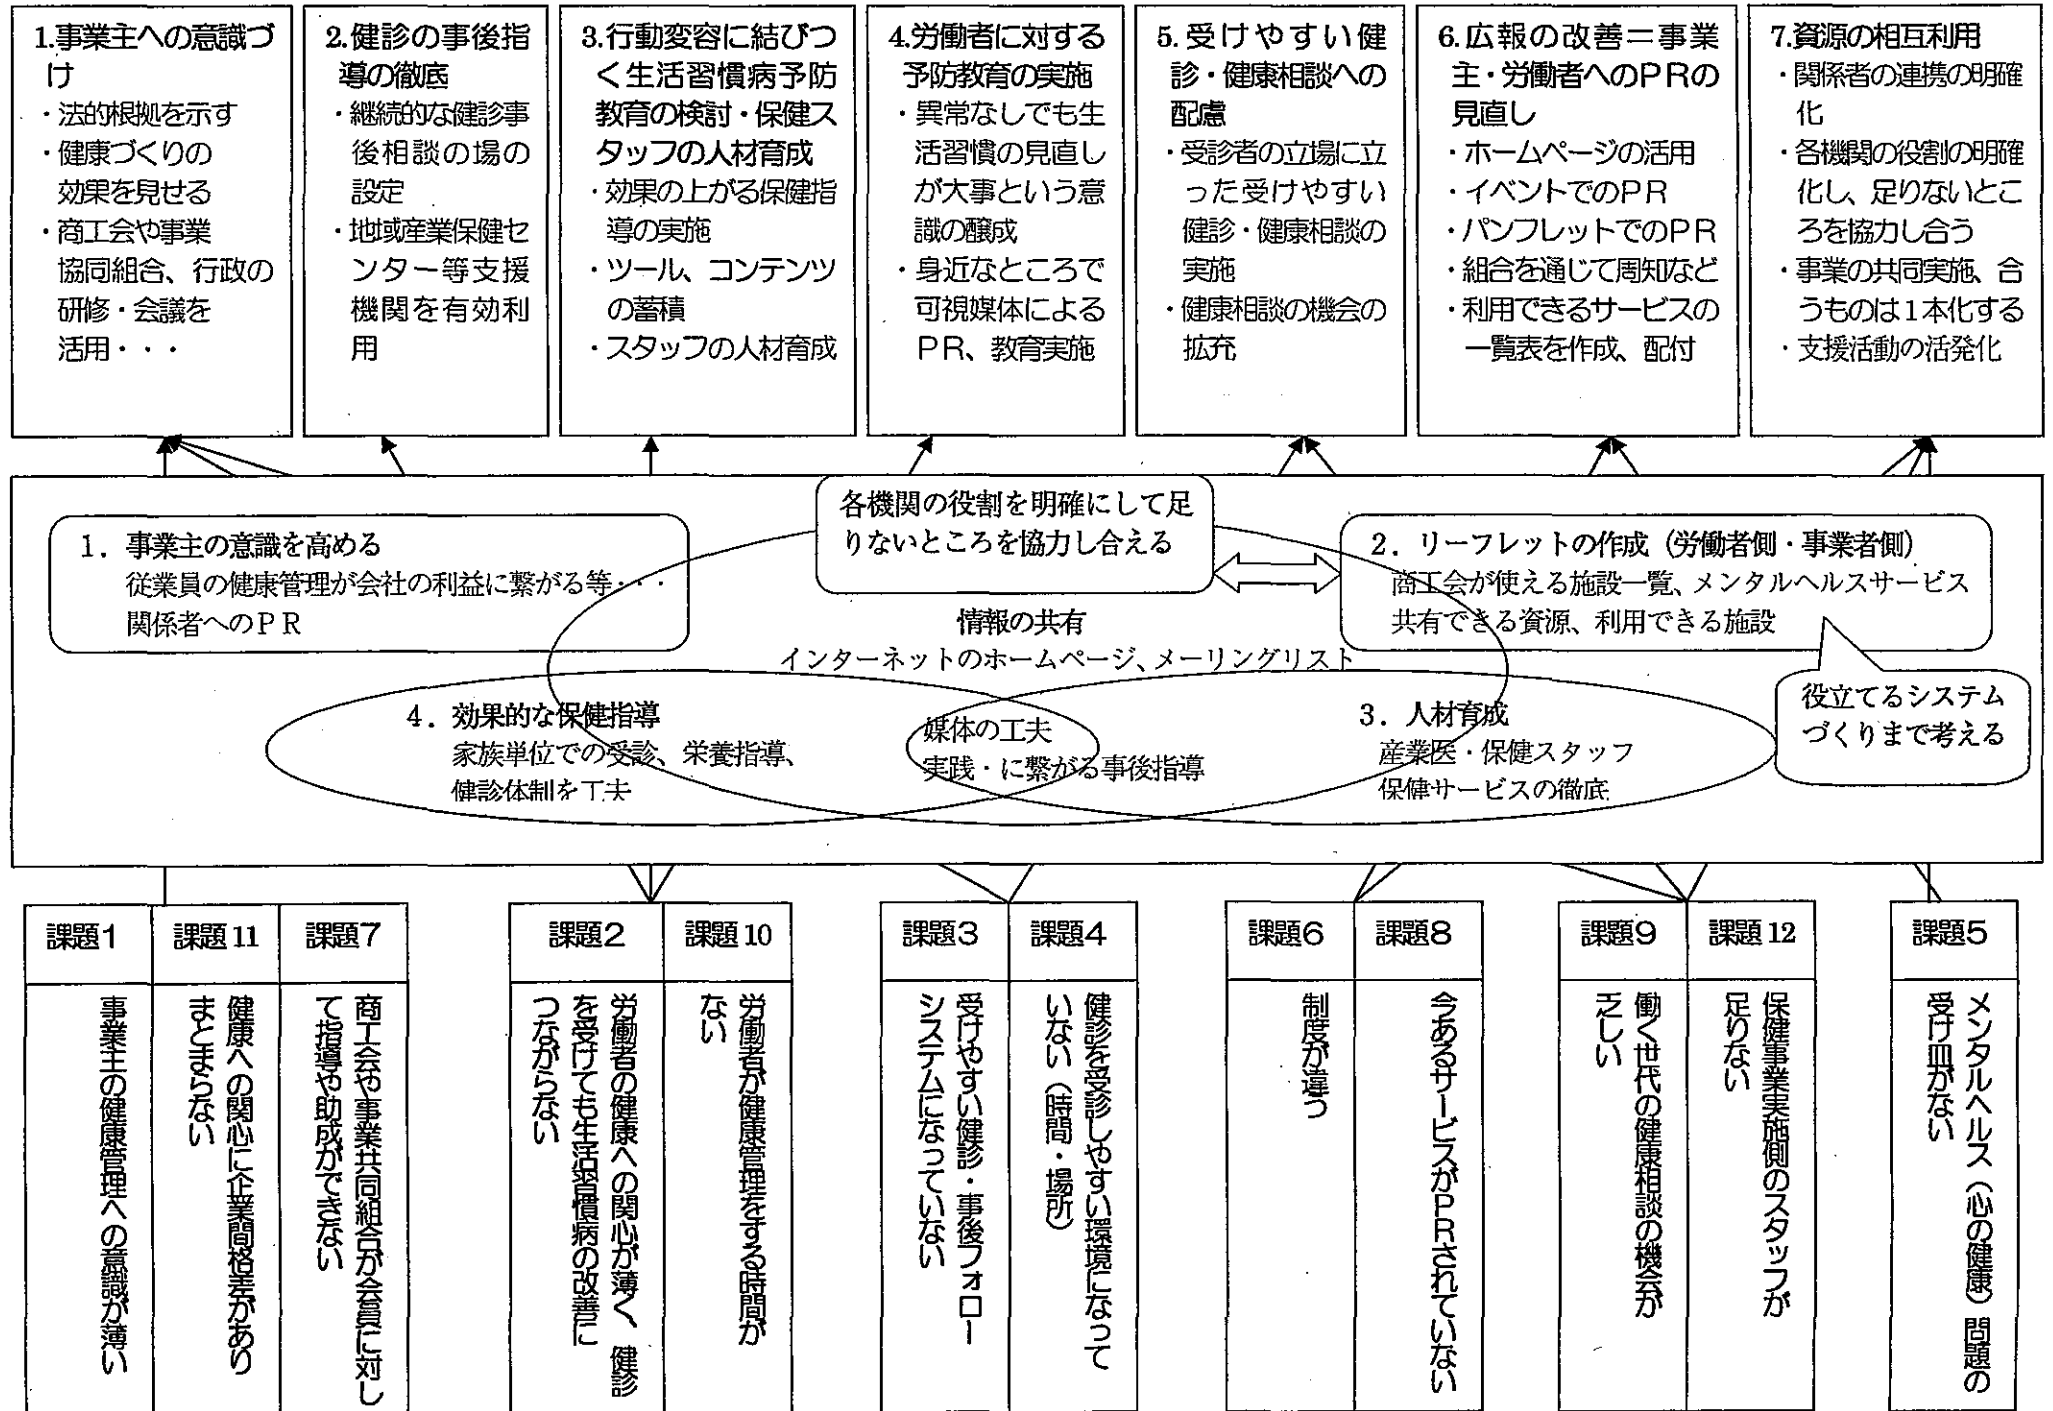 1.事業主への意識づ
け
・法的根拠を示す
・健康づくりの
効果を見せる
・商工会や事業
協同組合、行政の
研修・会議を
活用・・・
2.健診の事後指
導の徹底
・継続的な健診事
後相談の場の
設定
・地域産業保健セ
ンター等支援
機関を有効利
用
3.行動変容に結びつ
く生活習慣病予防
教育の検討・保健ス
タッフの人材育成
・効果の上がる保健指
導の実施
・ツール、コンテンツ
の蓄積
・スタッフの人材育成
4.労働者に対する
予防教育の実施
・異常なしでも生
活習慣の見直し
が大事という意
識の醸成
・身近なところで
可視媒体による
PR、教育実施
5.受けやすい健
診・健康相談への
配慮
・受診者の立場に立
った受けやすい
健診・健康相談の
実施
・健康相談の機会の
拡充
6.広報の改善＝事業
主・労働者へのPRの
見直し
・ホームページの活用
・イベントでのPR
・パンフレットでのPR
・組合を通じて周知など
・利用できるサービスの
一覧表を作成、配付
7.資源の相互利用
・関係者の連携の明確
化
・各機関の役割の明確
化し、足りないとこ
ろを協力し合う
・事業の共同実施、合
うものは1本化する
・支援活動の活発化
各機関の役割を明確にして足
りないところを協力し合える
1．事業主の意識を高める
従業員の健康管理が会社の利益に繋がる等・・・
関係者へのPR
2．リーフレットの作成（労働者側・事業者側）
商工会が使える施設一覧、メンタルヘルスサービス
共有できる資源、利用できる施設
情報の共有
インターネットのホームページ、メーリングリスト
役立てるシステム
づくりまで考える
4．効果的な保健指導
家族単位での受診、栄養指導、
健診体制を工夫
媒体の工夫
実践・に繋がる事後指導
3．人材育成
産業医・保健スタッフ
保健サービスの徹底
課題1
事業主の健康管理への意識が薄い
課題11
健康への関心に企業間格差があり
まとまらない
課題7
商工会や事業共同組合が会員に対し
て指導や助成ができない
課題2
労働者の健康への関心が薄く、健診
を受けても生活習慣病の改善に
つながらない
課題10
労働者が健康管理をする時間が
ない
課題3
受けやすい健診・事後フォロー
システムになっていない
課題4
健診を受診しやすい環境になって
いない（時間・場所）
課題6
制度が違う
課題8
今あるサービスがPRされていない
課題9
働く世代の健康相談の機会が
乏しい
課題12
保健事業実施側のスタッフが
足りない
課題5
メンタルヘルス（心の健康）問題の
受け皿がない